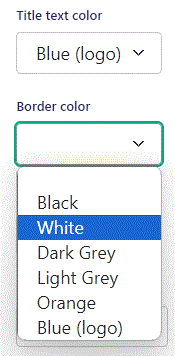 Title text color
Blue (logo)
Border color
Black
White
Dark Grey
Light Grey
Orange
Blue (logo)